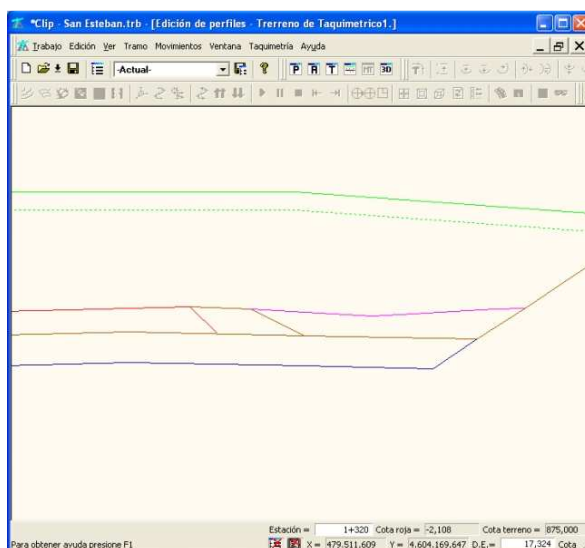 *Clip - San Esteban.trb - [Edición de perfiles - Trerreno de Taquimetrico1.]
Trabajo Edición Ver Tramo Movimientos Ventana Taquimetría Ayuda
-Actual- P R T 3D
Estación = 1+320 Cota roja = -2,108 Cota terreno = 875,000
Para obtener ayuda presione F1 X = 479.511.609 Y = 4.604.169.647 D.E.= 17,324 Cota